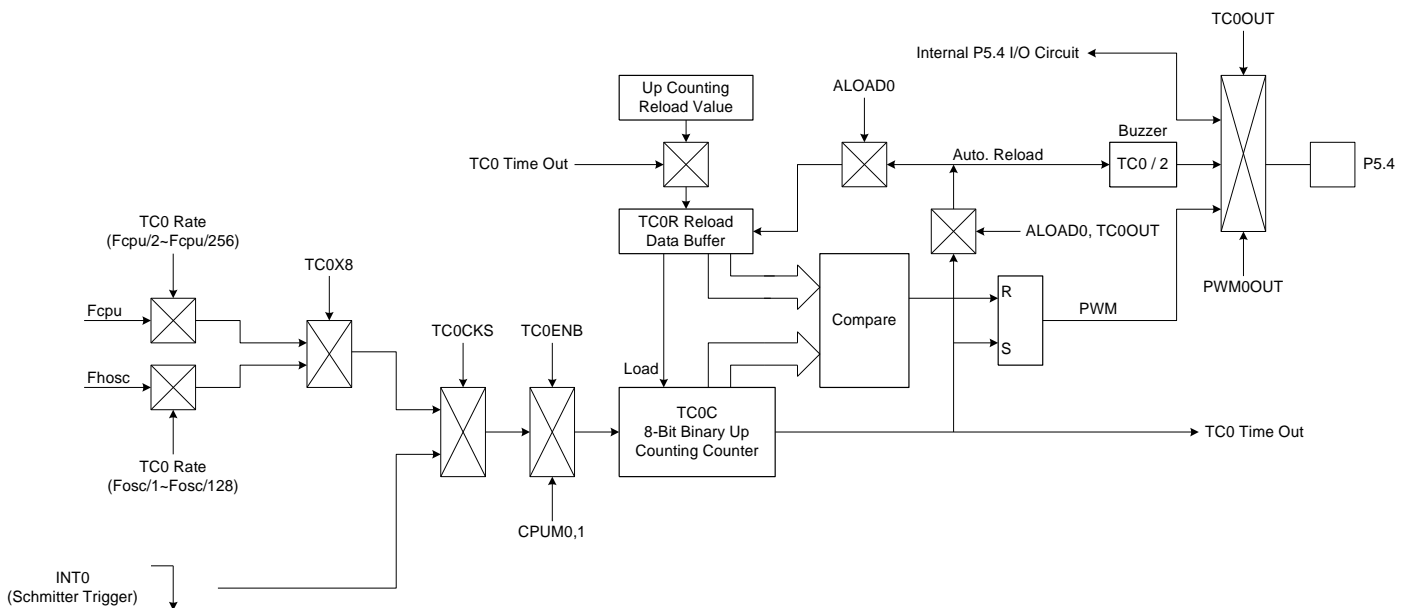 TC0OUT
Internal P5.4 I/O Circuit
Up Counting
Reload Value
ALOAD0
Buzzer
TC0 Time Out
Auto. Reload
TC0 / 2
P5.4
TC0 Rate
(Fcpu/2~Fcpu/256)
TC0R Reload
Data Buffer
ALOAD0, TC0OUT
TC0X8
PWM0OUT
Fcpu
R
PWM
Compare
TC0CKS
TC0ENB
S
Load
Fhosc
TC0C
8-Bit Binary Up
Counting Counter
TC0 Time Out
TC0 Rate
(Fosc/1~Fosc/128)
CPUM0,1
INT0
(Schmitter Trigger)